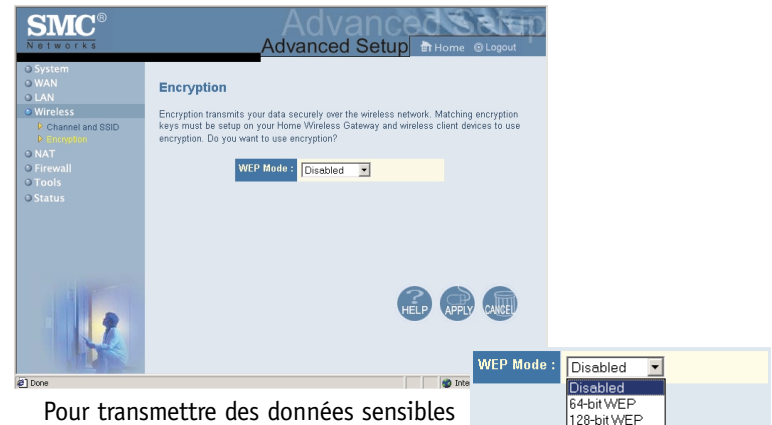 SMC®
Networks
Advanced Setup
Advanced Setup
Home
Logout
System
WAN
LAN
Wireless
Channel and SSID
Encryption
NAT
Firewall
Tools
Status
Encryption
Encryption transmits your data securely over the wireless network. Matching encryption
keys must be setup on your Home Wireless Gateway and wireless client devices to use
encryption. Do you want to use encryption?
WEP Mode : Disabled
HELP
APPLY
CANCEL
Done
Inte
WEP Mode : Disabled
Disabled
64-bit WEP
128-bit WEP
Pour transmettre des données sensibles